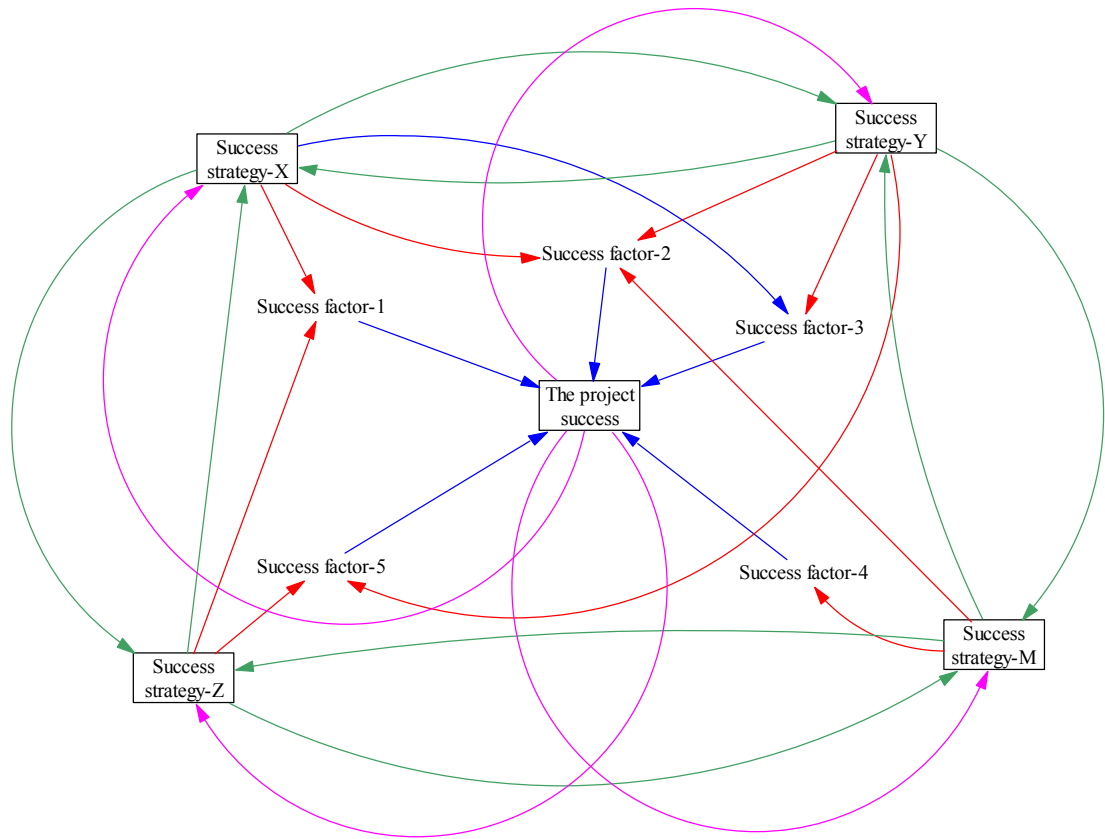 Success
strategy-Y
Success
strategy-X
Success factor-2
Success factor-1
Success factor-3
The project
success
Success factor-5
Success factor-4
Success
strategy-M
Success
strategy-Z